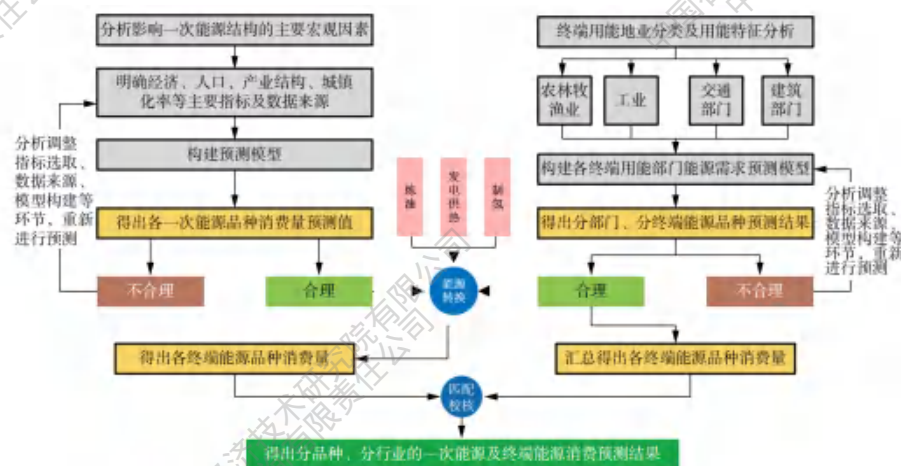 分析影响一次能源结构的主要宏观因素
明确经济、人口、产业结构、城镇
化率等主要指标及数据来源
构建预测模型
得出各一次能源品种消费量预测值
不合理
合理
分析调整
指标选取、
数据来源、
模型构建等
环节，重新
进行预测
得出各终端能源品种消费量
炼油
发电供热
制氢
能源
转换
终端用能地业分类及用能特征分析
农林牧
渔业
工业
交通
部门
建筑
部门
构建各终端用能部门能源需求预测模型
得出分部门、分终端能源品种预测结果
合理
不合理
分析调整
指标选取、
数据来源、
模型构建等
环节，重新
进行预测
汇总得出各终端能源品种消费量
匹配
校核
得出分品种、分行业的一次能源及终端能源消费预测结果